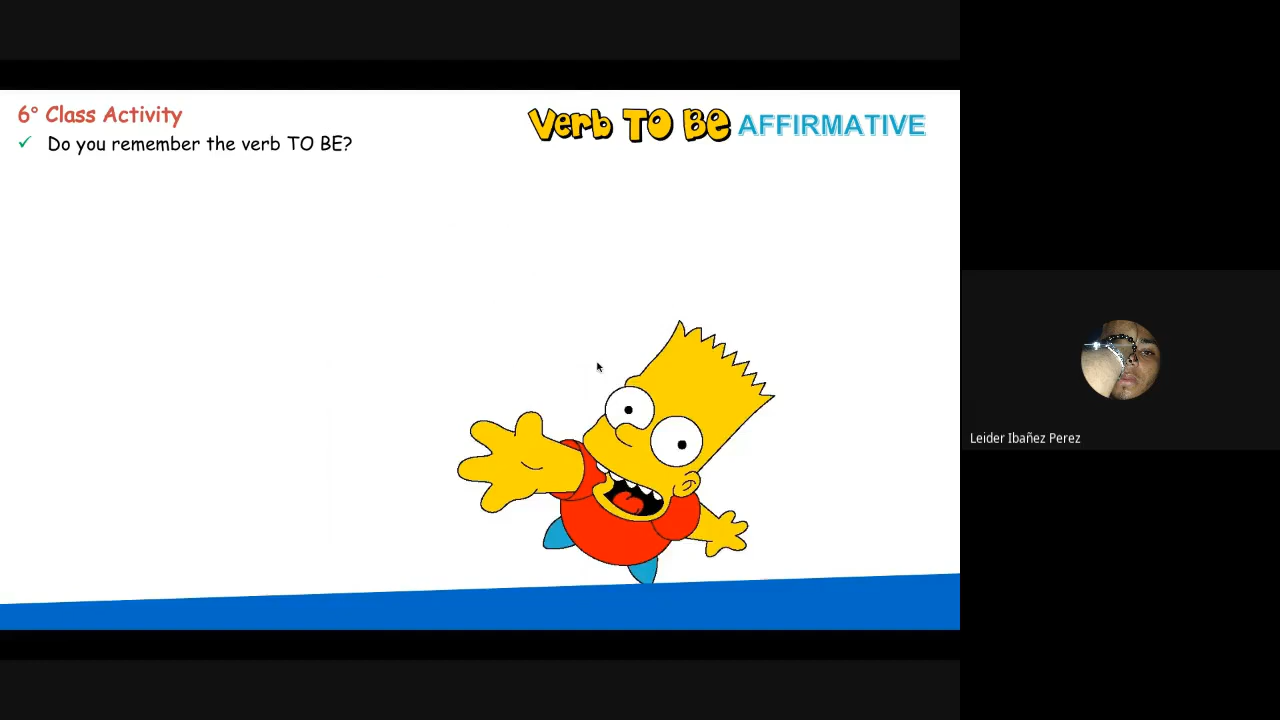 6° Class Activity
Verb TO Be AFFIRMATIVE
✓ Do you remember the verb TO BE?
Leider Ibañez Perez